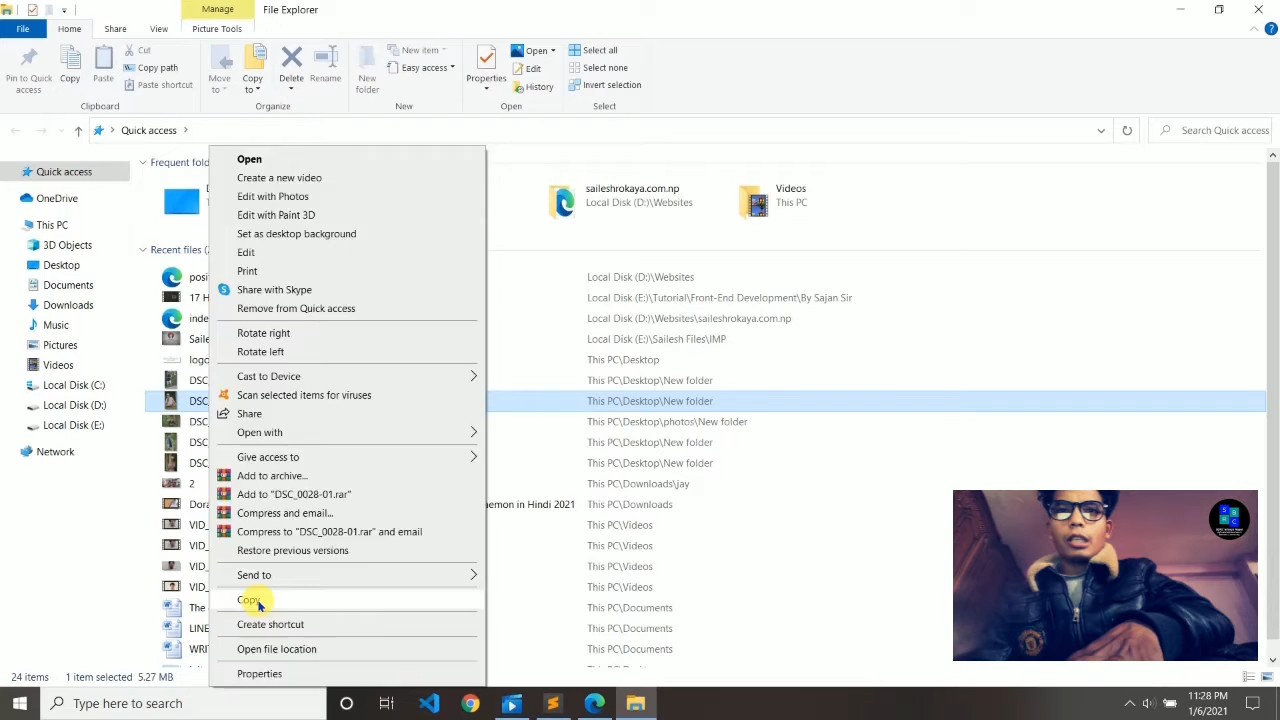 Manage
File Explorer
File
Home
Share
View
Picture Tools
Pin to Quick access
Copy
Paste
Cut
Copy path
Paste shortcut
Clipboard
Move to
Copy to
Delete
Rename
Organize
New folder
New item
Easy access
New
Properties
Open
Edit
History
Open
Select all
Select none
Invert selection
Select
Quick access
Search Quick access
Quick access
OneDrive
This PC
3D Objects
Desktop
Documents
Downloads
Music
Pictures
Videos
Local Disk (C:)
Local Disk (D:)
Local Disk (E:)
Network
Open
Create a new video
Edit with Photos
Edit with Paint 3D
Set as desktop background
Edit
Print
Share with Skype
Remove from Quick access
Rotate right
Rotate left
Cast to Device
Scan selected items for viruses
Share
Open with
Give access to
Add to archive...
Add to "DSC_0028-01.rar"
Compress and email...
Compress to "DSC_0028-01.rar" and email
Restore previous versions
Send to
Copy
Create shortcut
Open file location
Properties
saileshrokaya.com.np
Local Disk (D:)\Websites
Videos
This PC
Local Disk (D:)\Websites
17 H
Local Disk (E:)\Tutorial\Front-End Development\By Sajan Sir
Local Disk (D:)\Websites\saileshrokaya.com.np
Local Disk (E:)\Sailesh Files\IMP
This PC\Desktop
This PC\Desktop\New folder
This PC\Desktop\New folder
This PC\Desktop\photos\New folder
This PC\Desktop\New folder
This PC\Desktop\New folder
2
This PC\Downloads\jay
emon in Hindi 2021
This PC\Downloads
This PC\Videos
This PC\Videos
This PC\Videos
This PC\Videos
The
This PC\Documents
This PC\Documents
This PC\Documents
24 items
1 item selected
5.27 MB
Type here to search
11:28 PM
1/6/2021